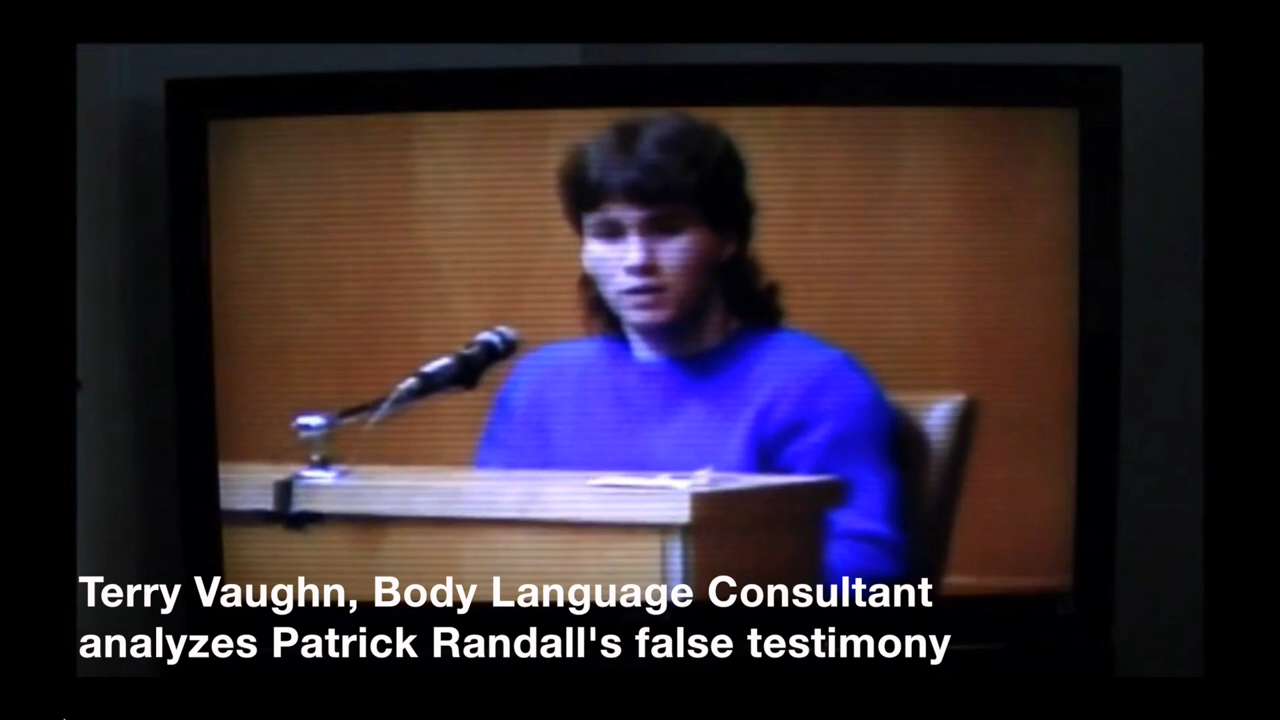 Terry Vaughn, Body Language Consultant
analyzes Patrick Randall's false testimony